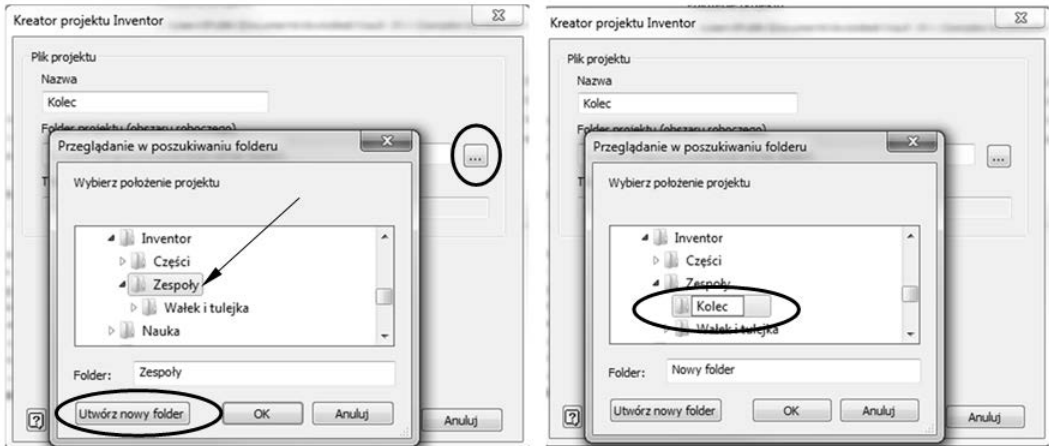 Kreator projektu Inventor
Plik projektu
Nazwa
Kolec
Folder projektu (obszaru roboczego)
...
Przeglądanie w poszukiwaniu folderu
Wybierz położenie projektu
Inventor
Części
Zespoły
Wałek i tulejka
Nauka
Folder: Zespoły
Utwórz nowy folder OK Anuluj
? Anuluj
Kreator projektu Inventor
Plik projektu
Nazwa
Kolec
Folder projektu (obszaru roboczego)
...
Przeglądanie w poszukiwaniu folderu
Wybierz położenie projektu
Inventor
Części
Zespoły
Kolec
Wałek i tulejka
Folder: Nowy folder
Utwórz nowy folder OK Anuluj
? Anuluj